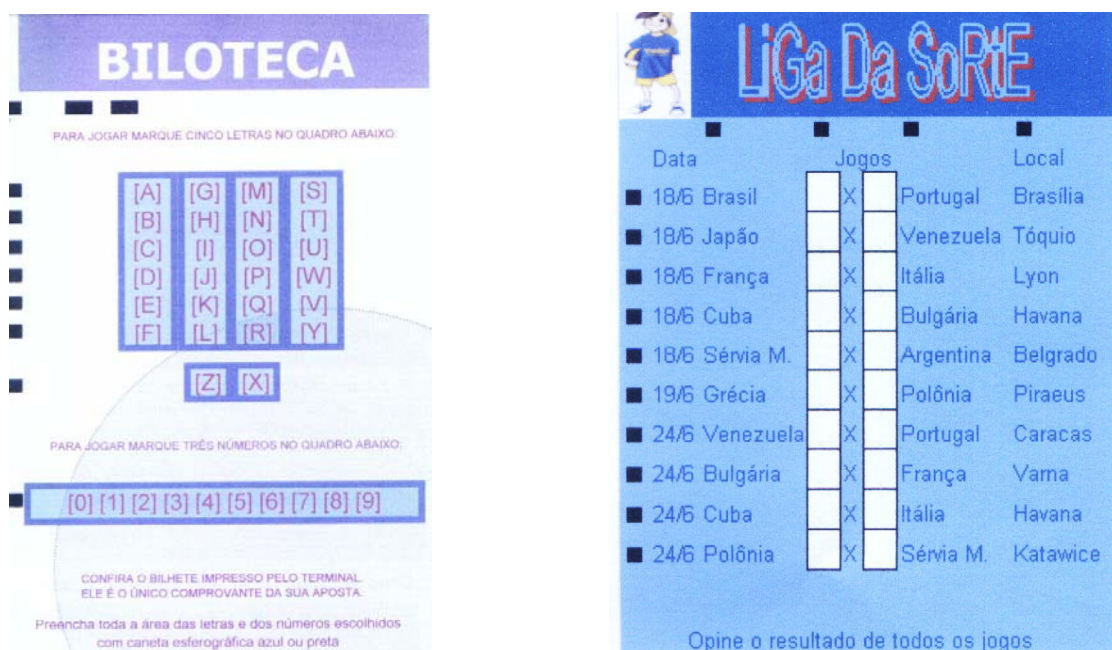 BILOTECA
PARA JOGAR MARQUE CINCO LETRAS NO QUADRO ABAIXO:
[A] [G] [M] [S]
[B] [H] [N] [T]
[C] [I] [O] [U]
[D] [J] [P] [W]
[E] [K] [Q] [V]
[F] [L] [R] [Y]
[Z] [X]
PARA JOGAR MARQUE TRÊS NÚMEROS NO QUADRO ABAIXO:
[0] [1] [2] [3] [4] [5] [6] [7] [8] [9]
CONFIRA O BILHETE IMPRESSO PELO TERMINAL.
ELE É O ÚNICO COMPROVANTE DA SUA APOSTA.
Preencha toda a área das letras e dos números escolhidos
com caneta esferográfica azul ou preta
LiGa Da SoRtE
Data Jogos Local
18/6 Brasil X Portugal Brasília
18/6 Japão X Venezuela Tóquio
18/6 França X Itália Lyon
18/6 Cuba X Bulgária Havana
18/6 Sérvia M. X Argentina Belgrado
19/6 Grécia X Polônia Piraeus
24/6 Venezuela X Portugal Caracas
24/6 Bulgária X França Varna
24/6 Cuba X Itália Havana
24/6 Polônia X Sérvia M. Katawice
Opine o resultado de todos os jogos